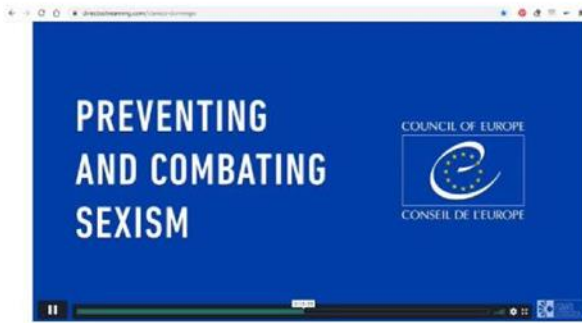 PREVENTING
AND COMBATING
SEXISM
COUNCIL OF EUROPE
CONSEIL DE L'EUROPE